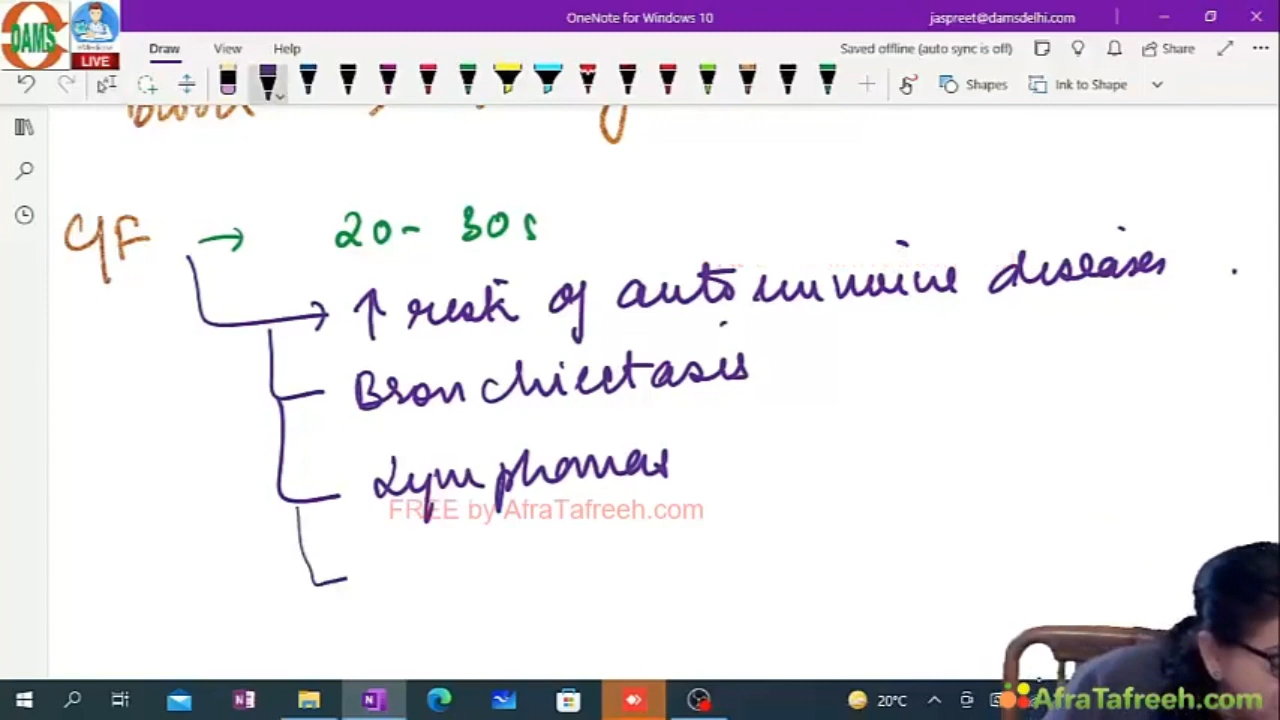 DAMS
eMedicoz
LIVE
OneNote for Windows 10
jaspreet@damsdelhi.com
Draw View Help
Saved offline (auto sync is off)
Share
Shapes
Ink to Shape
Blood
C/F → 20- 30s
→ ↑ risk of autoimmune diseases
Bronchiectasis
Lymphomas
FREE by AfraTafreeh.com
20°C
AfraTafreeh.com